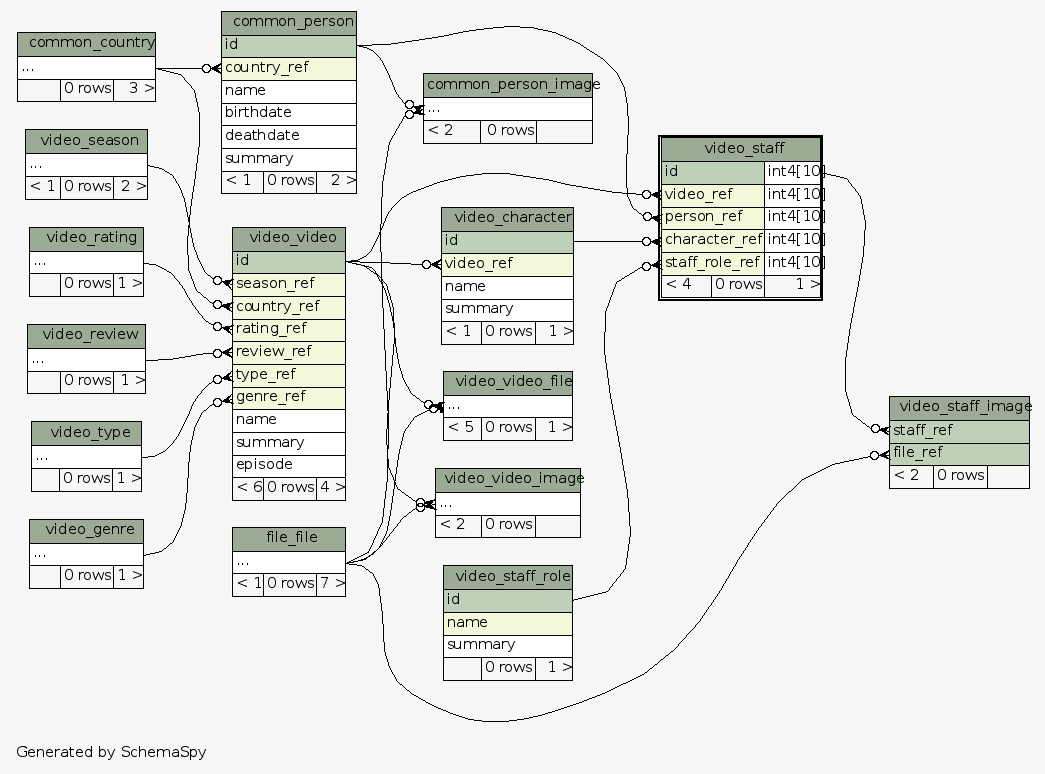 common_country
...
0 rows 3 >
common_person
id
country_ref
name
birthdate
deathdate
summary
< 1 0 rows 2 >
common_person_image
...
< 2 0 rows
video_season
...
< 1 0 rows 2 >
video_staff
id int4[10]
video_ref int4[10]
person_ref int4[10]
character_ref int4[10]
staff_role_ref int4[10]
< 4 0 rows 1 >
video_rating
...
0 rows 1 >
video_video
id
season_ref
country_ref
rating_ref
review_ref
type_ref
genre_ref
name
summary
episode
< 6 0 rows 4 >
video_character
id
video_ref
name
summary
< 1 0 rows 1 >
video_review
...
0 rows 1 >
video_video_file
...
< 5 0 rows 1 >
video_type
...
0 rows 1 >
video_staff_image
staff_ref
file_ref
< 2 0 rows
video_video_image
...
< 2 0 rows
video_genre
...
0 rows 1 >
file_file
...
< 1 0 rows 7 >
video_staff_role
id
name
summary
0 rows 1 >
Generated by SchemaSpy